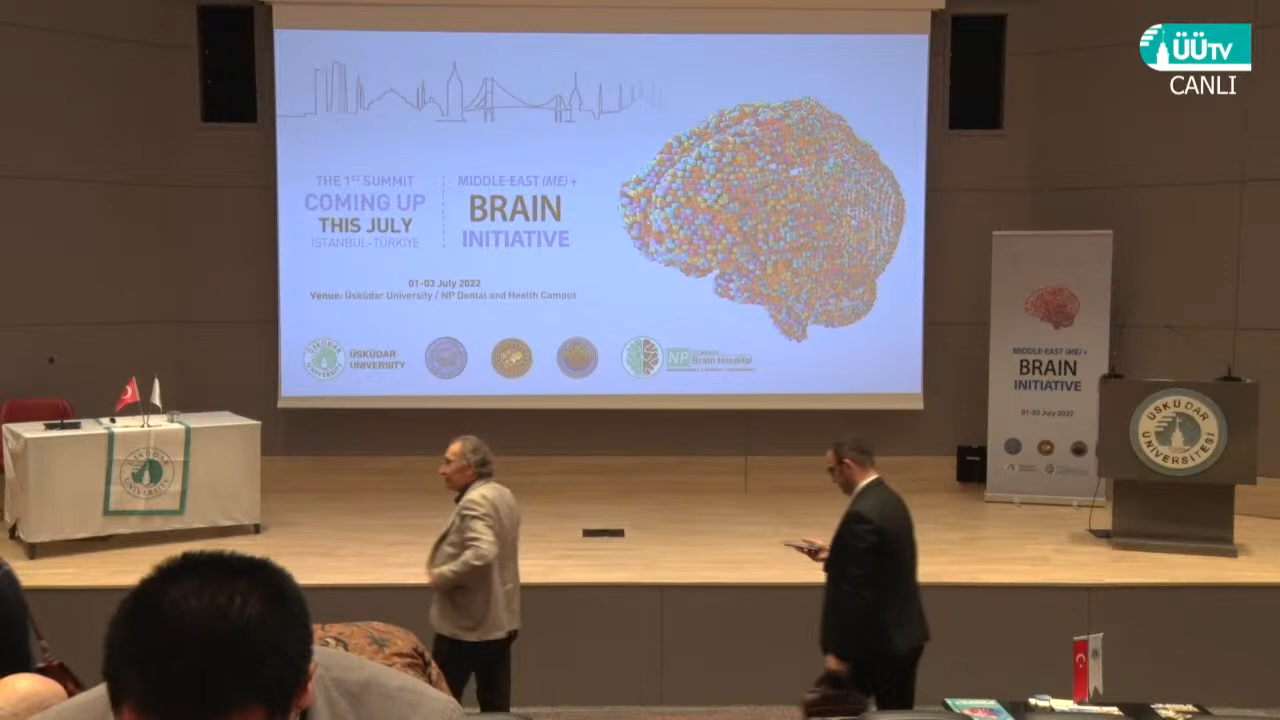 ÜÜTV
CANLI
THE 1ST SUMMIT
COMING UP
THIS JULY
ISTANBUL-TÜRKİYE
MIDDLE EAST (ME) +
BRAIN
INITIATIVE
01-03 July 2022
Venue: Üsküdar University / NP Dental and Health Campus
ÜSKÜDAR
UNIVERSITY
NP
Brain Hospital
MIDDLE EAST (ME) +
BRAIN
INITIATIVE
01-03 July 2022
ÜSKÜDAR
ÜNİVERSİTESİ